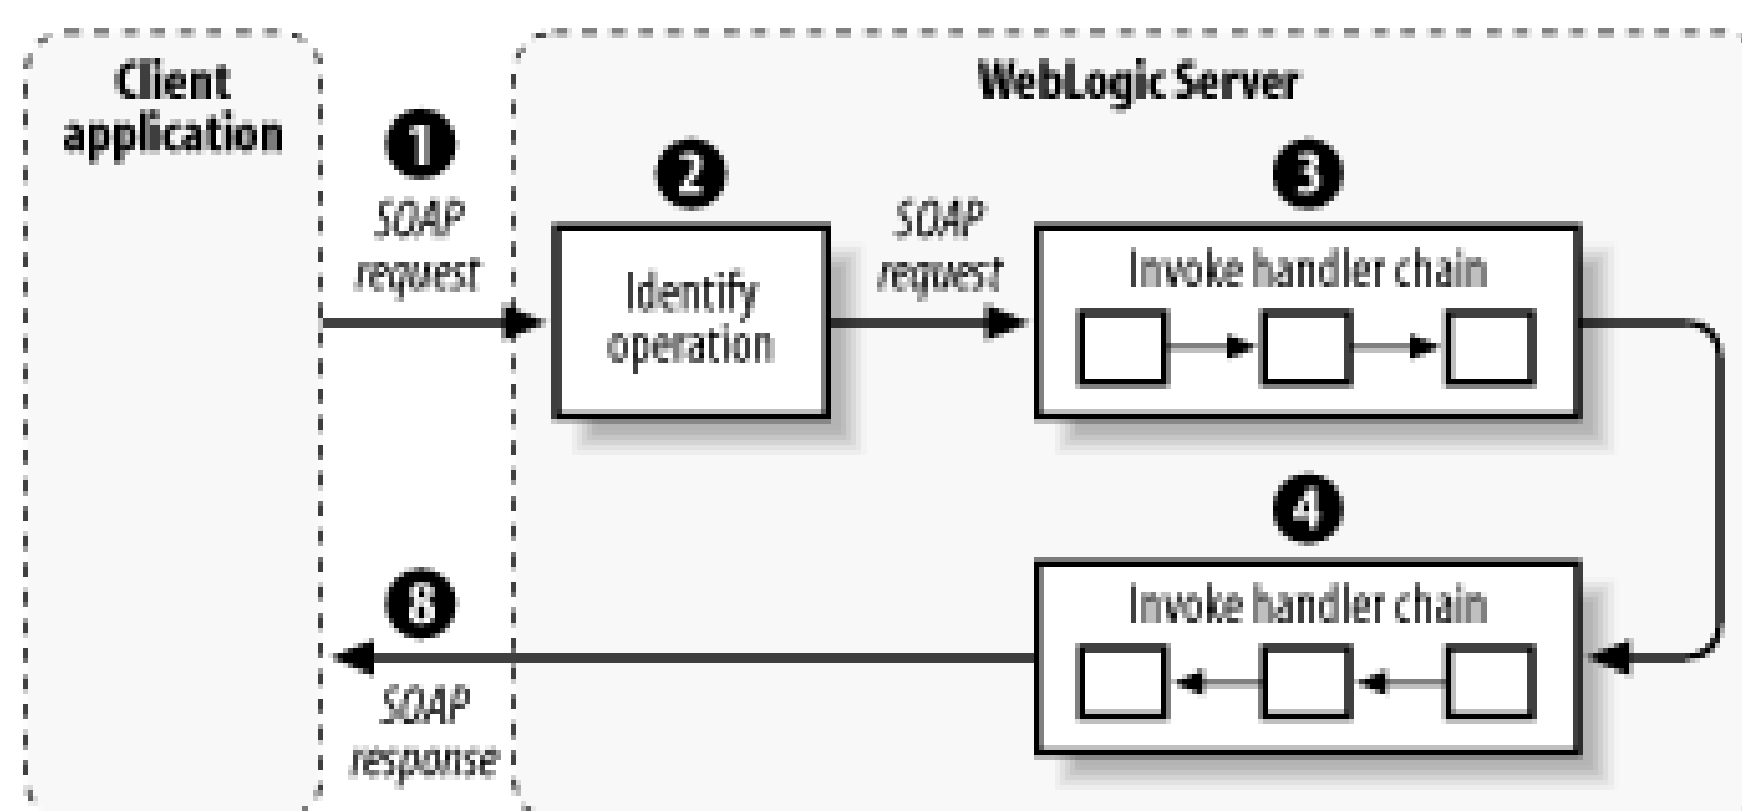 Client
application
WebLogic Server
1
SOAP
request
2
Identify
operation
SOAP
request
3
Invoke handler chain
4
Invoke handler chain
8
SOAP
response